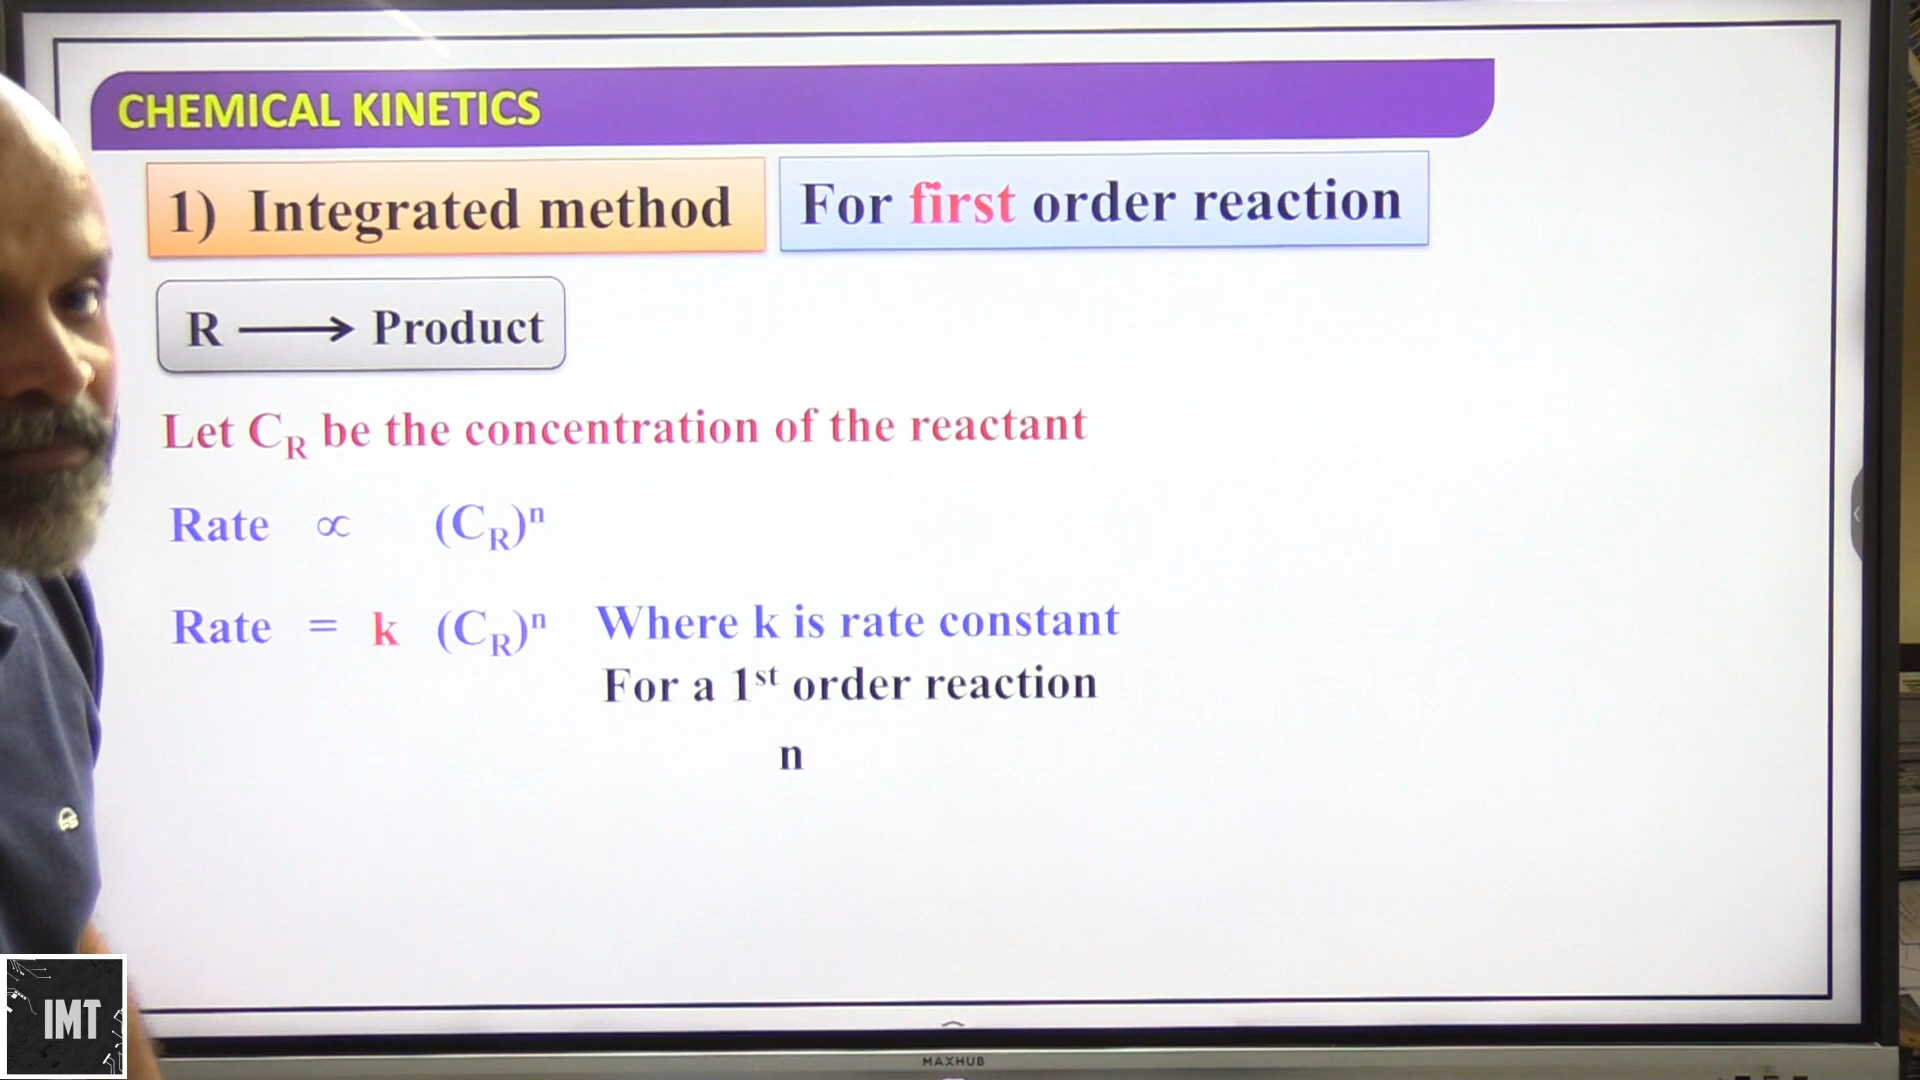 CHEMICAL KINETICS
1) Integrated method
For first order reaction
R ⟶ Product
Let C_R be the concentration of the reactant
Rate ∝ (C_R)ⁿ
Rate = k (C_R)ⁿ Where k is rate constant
For a 1ˢᵗ order reaction
n
IMT
MAXHUB